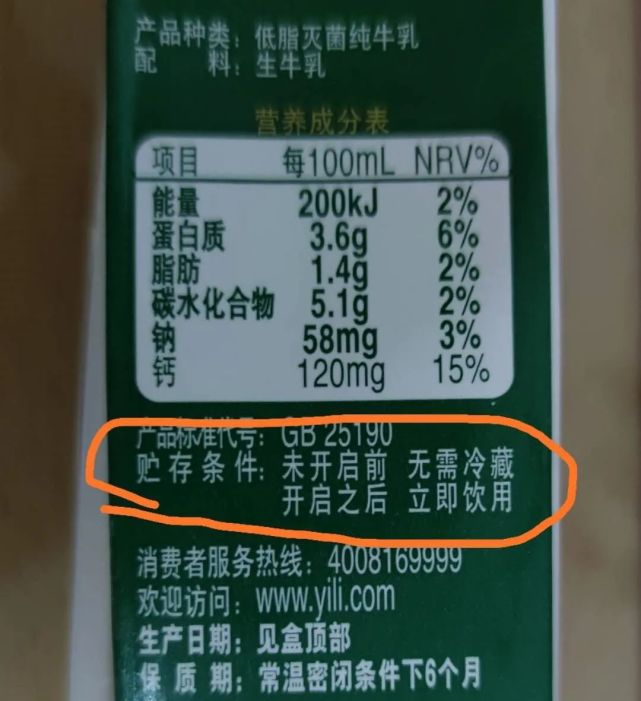 产品种类：低脂灭菌纯牛乳
配 料：生牛乳
营养成分表
项目 每100mL NRV%
能量 200kJ 2%
蛋白质 3.6g 6%
脂肪 1.4g 2%
碳水化合物 5.1g 2%
钠 58mg 3%
钙 120mg 15%
产品标准代号：GB 25190
贮存条件：未开启前 无需冷藏
开启之后 立即饮用
消费者服务热线：4008169999
欢迎访问：www.yili.com
生产日期：见盒顶部
保 质 期：常温密闭条件下6个月